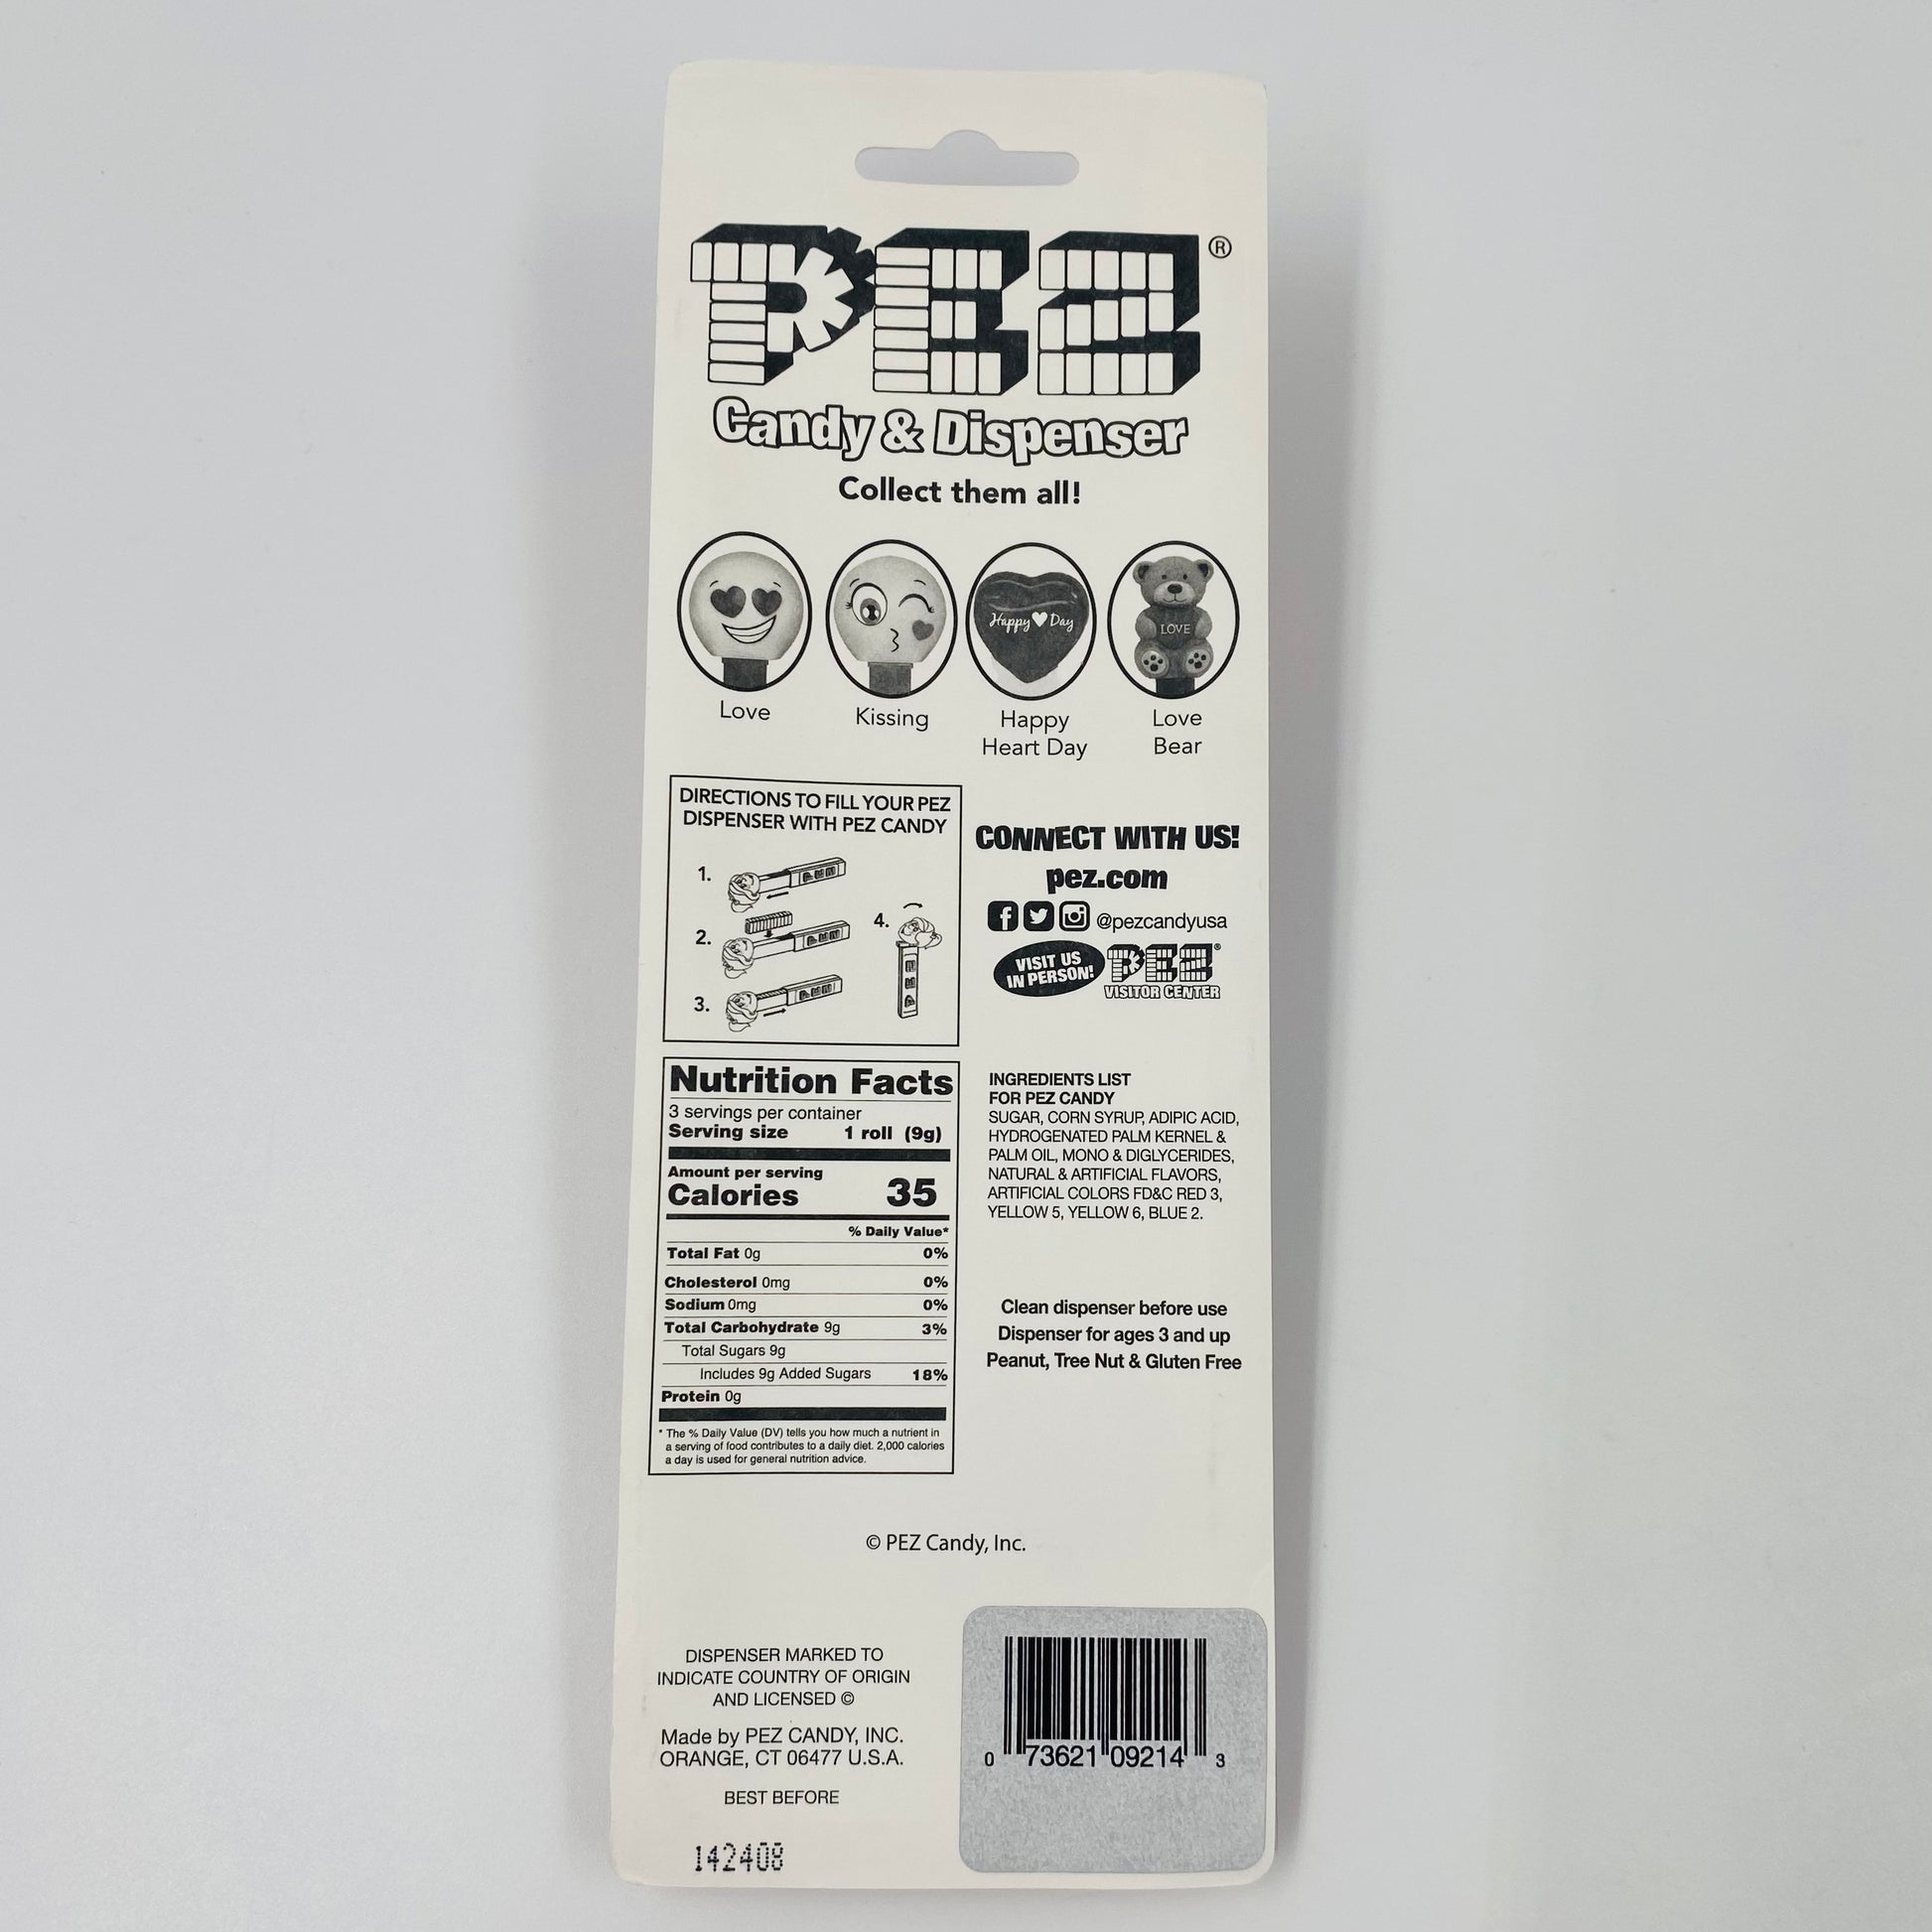 PEZ®
Candy & Dispenser
Collect them all!
Happy Day
LOVE
Love
Kissing
Happy
Heart Day
Love
Bear
DIRECTIONS TO FILL YOUR PEZ
DISPENSER WITH PEZ CANDY
1.
2.
3.
4.
CONNECT WITH US!
pez.com
@pezcandyusa
VISIT US
IN PERSON!
PEZ®
VISITOR CENTER
Nutrition Facts
3 servings per container
Serving size 1 roll (9g)
Amount per serving
Calories 35
% Daily Value*
Total Fat 0g 0%
Cholesterol 0mg 0%
Sodium 0mg 0%
Total Carbohydrate 9g 3%
Total Sugars 9g
Includes 9g Added Sugars 18%
Protein 0g
* The % Daily Value (DV) tells you how much a nutrient in
a serving of food contributes to a daily diet. 2,000 calories
a day is used for general nutrition advice.
INGREDIENTS LIST
FOR PEZ CANDY
SUGAR, CORN SYRUP, ADIPIC ACID,
HYDROGENATED PALM KERNEL &
PALM OIL, MONO & DIGLYCERIDES,
NATURAL & ARTIFICIAL FLAVORS,
ARTIFICIAL COLORS FD&C RED 3,
YELLOW 5, YELLOW 6, BLUE 2.
Clean dispenser before use
Dispenser for ages 3 and up
Peanut, Tree Nut & Gluten Free
© PEZ Candy, Inc.
DISPENSER MARKED TO
INDICATE COUNTRY OF ORIGIN
AND LICENSED ©
Made by PEZ CANDY, INC.
ORANGE, CT 06477 U.S.A.
BEST BEFORE
142408
0 73621 09214 3